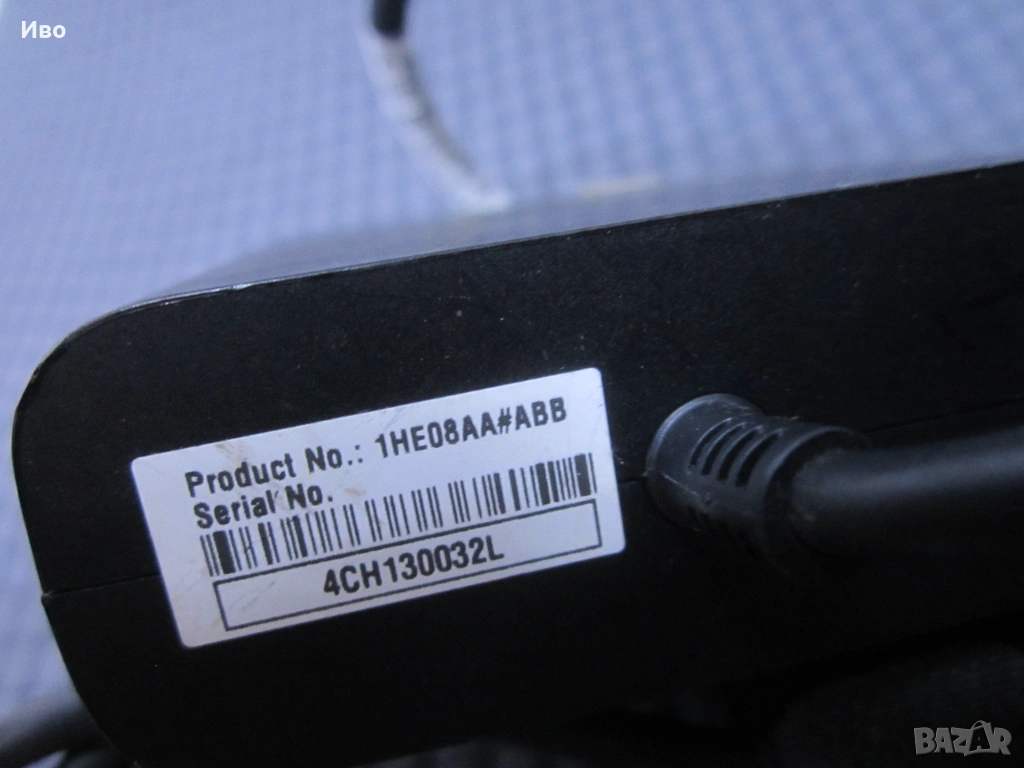 Иво
Product No.: 1HE08AA#ABB
Serial No.
4CH130032L
BAZAR